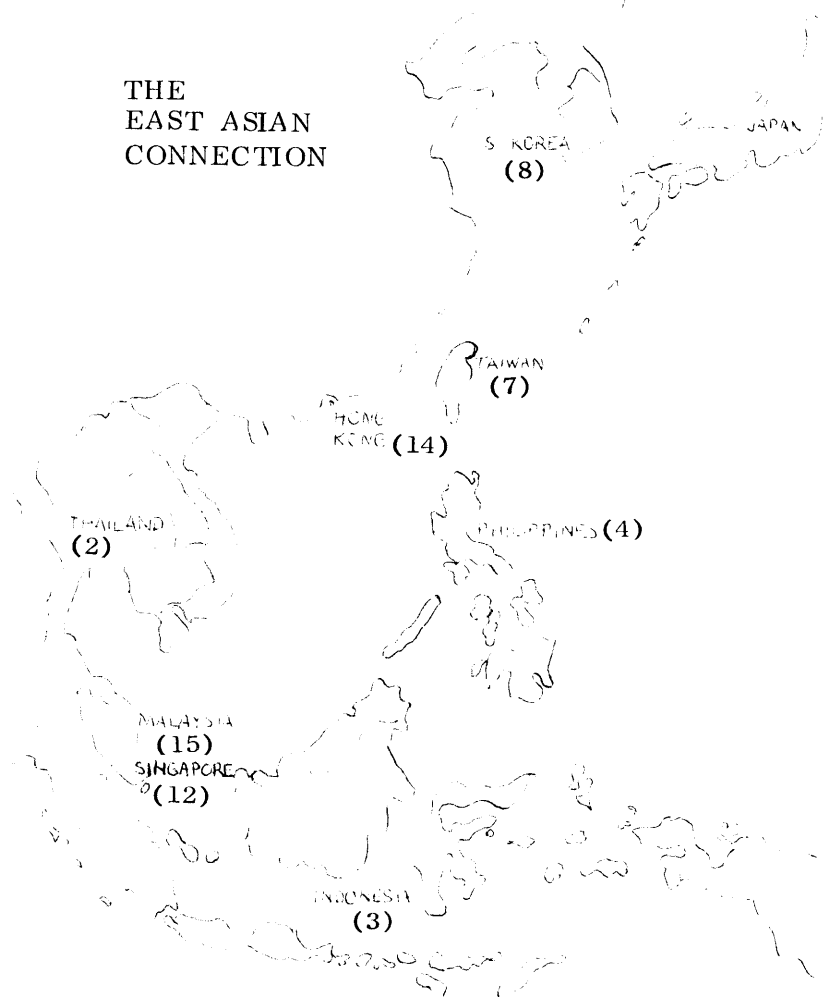 THE
EAST ASIAN
CONNECTION
JAPAN
S KOREA
(8)
TAIWAN
(7)
HONG
KONG (14)
THAILAND
(2)
PHILIPPINES (4)
MALAYSIA
(15)
SINGAPORE
(12)
INDONESIA
(3)